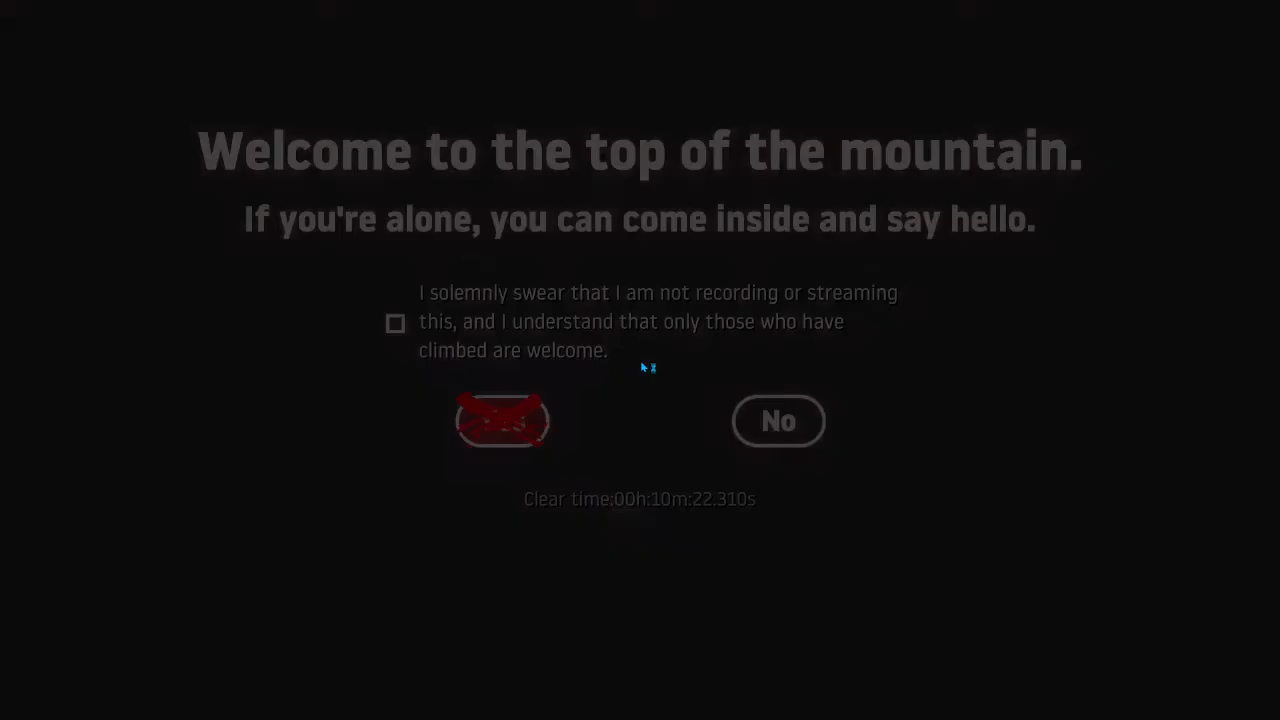 Welcome to the top of the mountain.
If you're alone, you can come inside and say hello.
I solemnly swear that I am not recording or streaming
this, and I understand that only those who have
climbed are welcome.
No
Clear time:00h:10m:22.310s